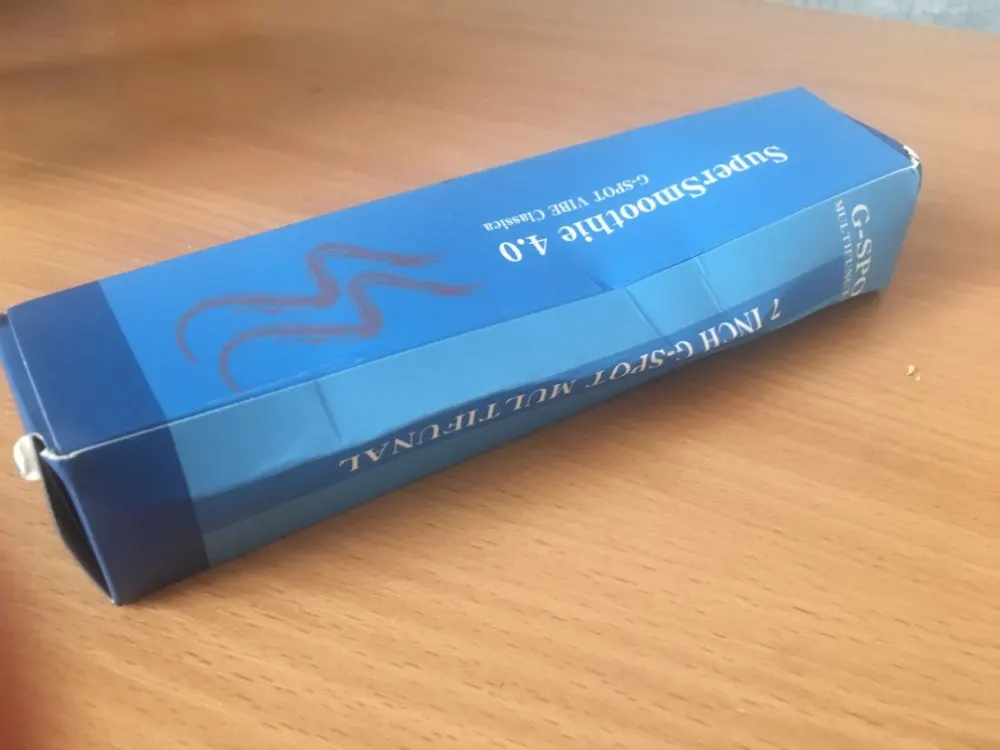 SuperSmoothie 4.0
G-SPOT VIBE Classica
7 INCH G-SPOT MULTIFUNAL
G-SPO